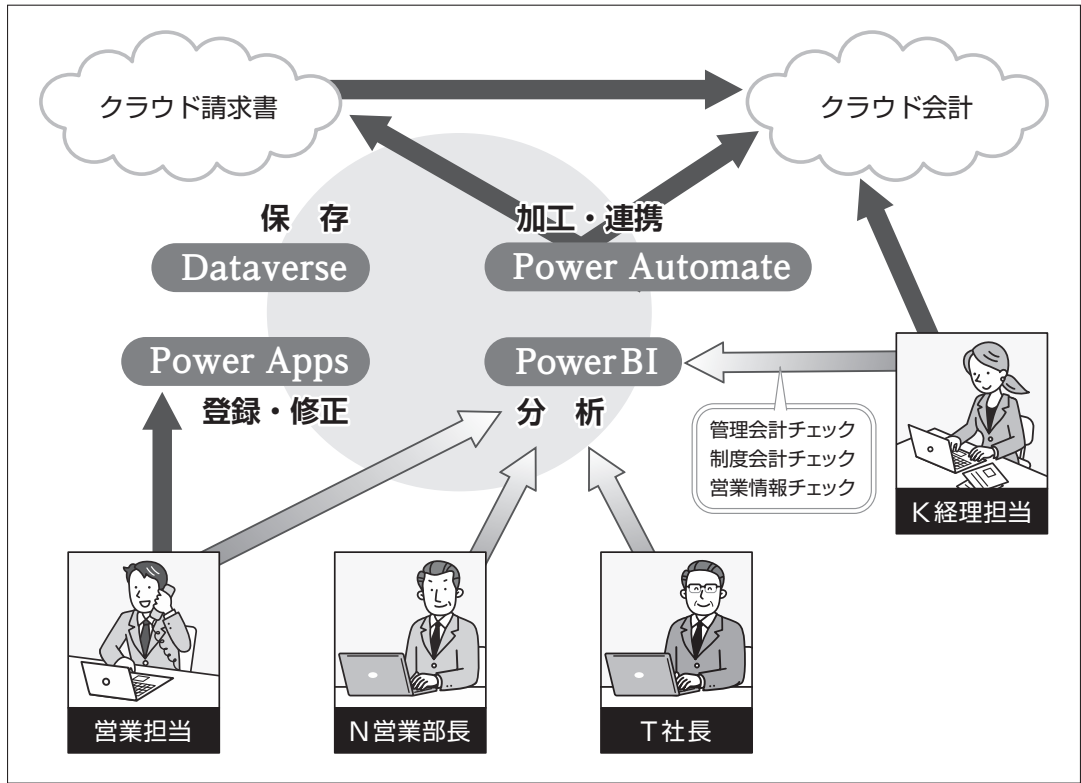 クラウド請求書
クラウド会計
保 存
Dataverse
加工・連携
Power Automate
Power Apps
登録・修正
Power BI
分 析
管理会計チェック
制度会計チェック
営業情報チェック
K経理担当
営業担当
N営業部長
T社長